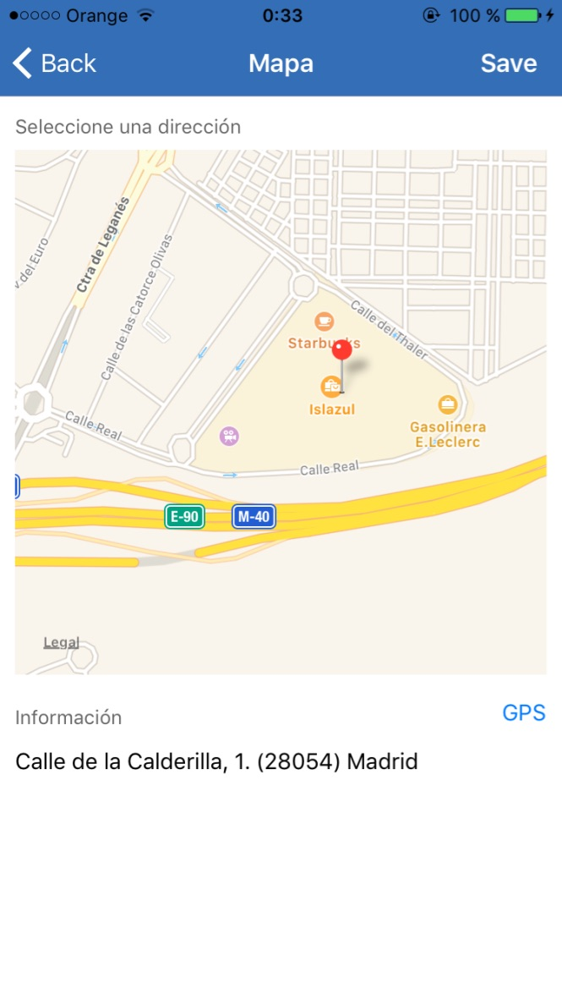 Orange 0:33 100 %
Back Mapa Save
Seleccione una dirección
Ctra de Leganés
Calle de las Catorce Olivas
del Euro
Calle del Thaler
Starbucks
Islazul
Gasolinera
E.Leclerc
Calle Real
Calle Real
E-90
M-40
Legal
Información
GPS
Calle de la Calderilla, 1. (28054) Madrid